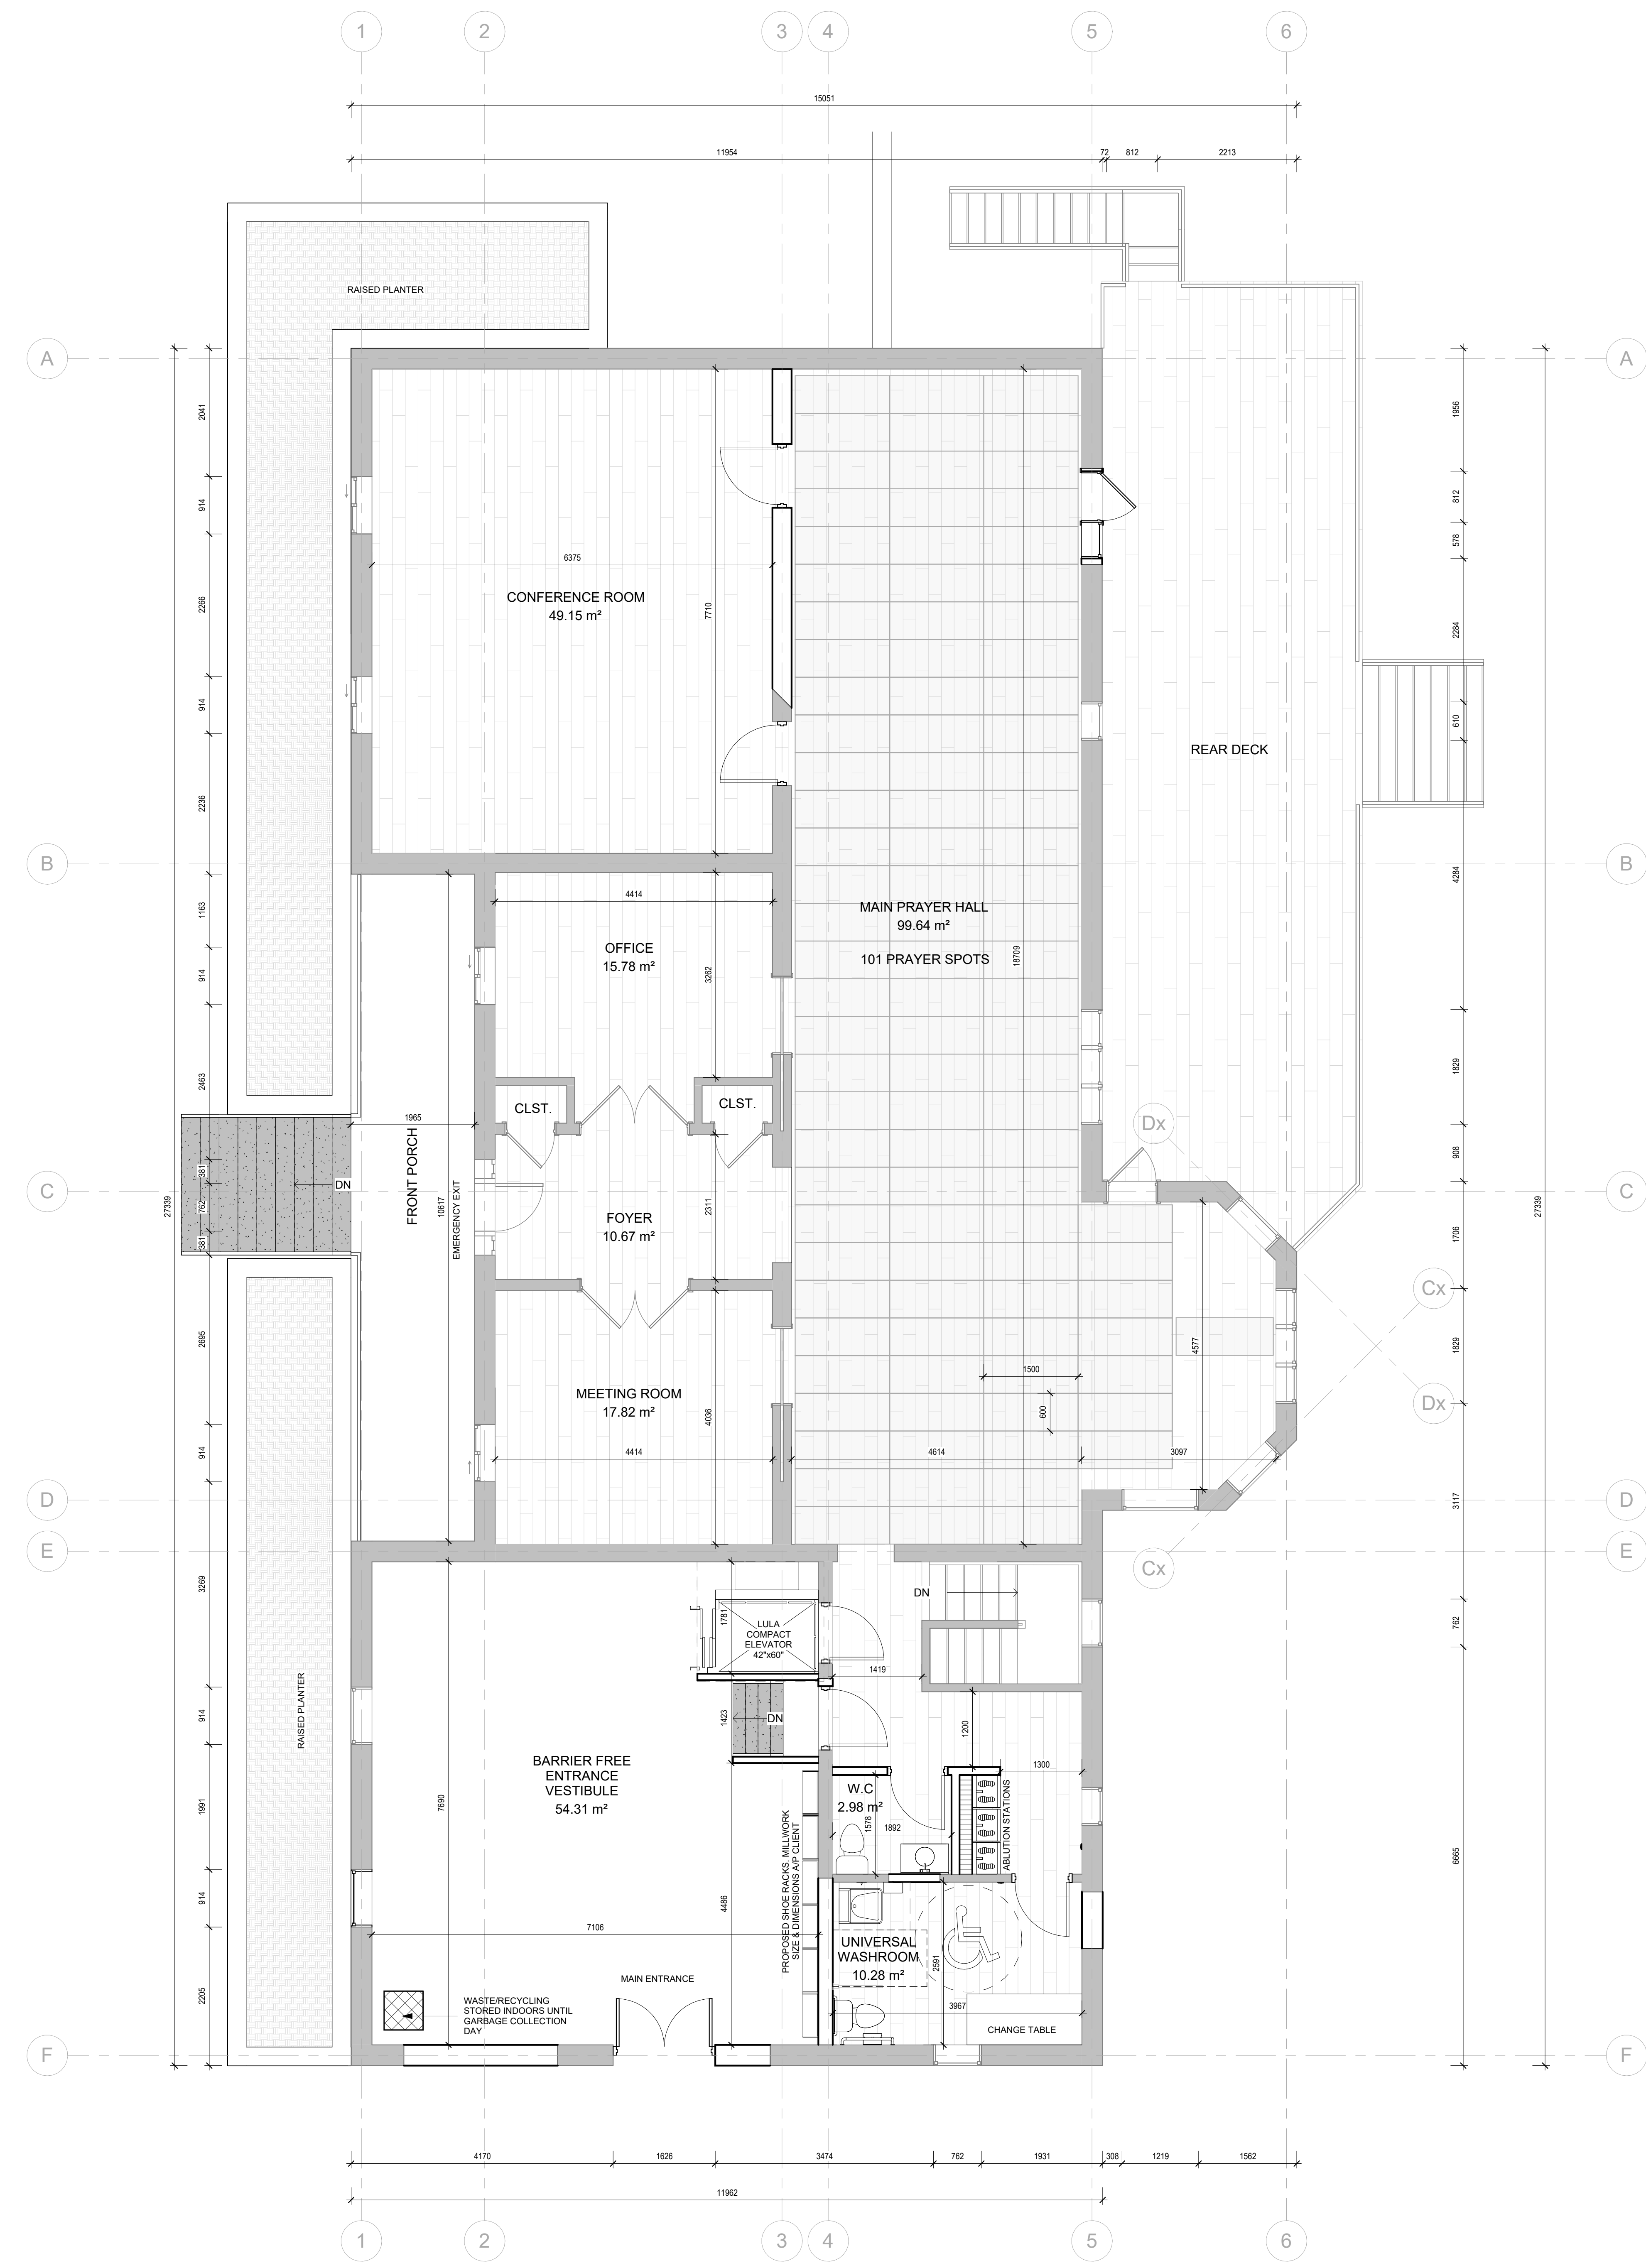 1 2 3 4 5 6
15051
11954 72 812 2213
RAISED PLANTER
A A
2041
1956
914
812
578
6375
CONFERENCE ROOM
49.15 m²
2266
7710
2284
914
610
REAR DECK
2236
B B
4284
1163
4414
MAIN PRAYER HALL
99.64 m²
101 PRAYER SPOTS
OFFICE
15.78 m²
914
3262
18709
2463
1829
CLST. CLST.
1965
Dx
FRONT PORCH
908
381
C C
DN
762
381
27339
10617
EMERGENCY EXIT
2311
FOYER
10.67 m²
27339
1706
Cx
2695
4577
1829
1500
MEETING ROOM
17.82 m²
600
Dx
4036
914
4414 4614 3097
D D
3117
E E
Cx
3269
DN
1781
LULA
COMPACT
ELEVATOR
42"x60"
762
1419
RAISED PLANTER
914
1423
DN
1200
BARRIER FREE
ENTRANCE
VESTIBULE
54.31 m²
1300
W.C
2.98 m²
7690
1991
1578
1892
ABLUTION STATIONS
PROPOSED SHOE RACKS. MILLWORK
SIZE & DIMENSIONS A/P CLIENT
6665
914
4486
7106
UNIVERSAL
WASHROOM
10.28 m²
2591
MAIN ENTRANCE
2205
WASTE/RECYCLING
STORED INDOORS UNTIL
GARBAGE COLLECTION
DAY
3967
CHANGE TABLE
F F
4170 1626 3474 762 1931 308 1219 1562
11962
1 2 3 4 5 6